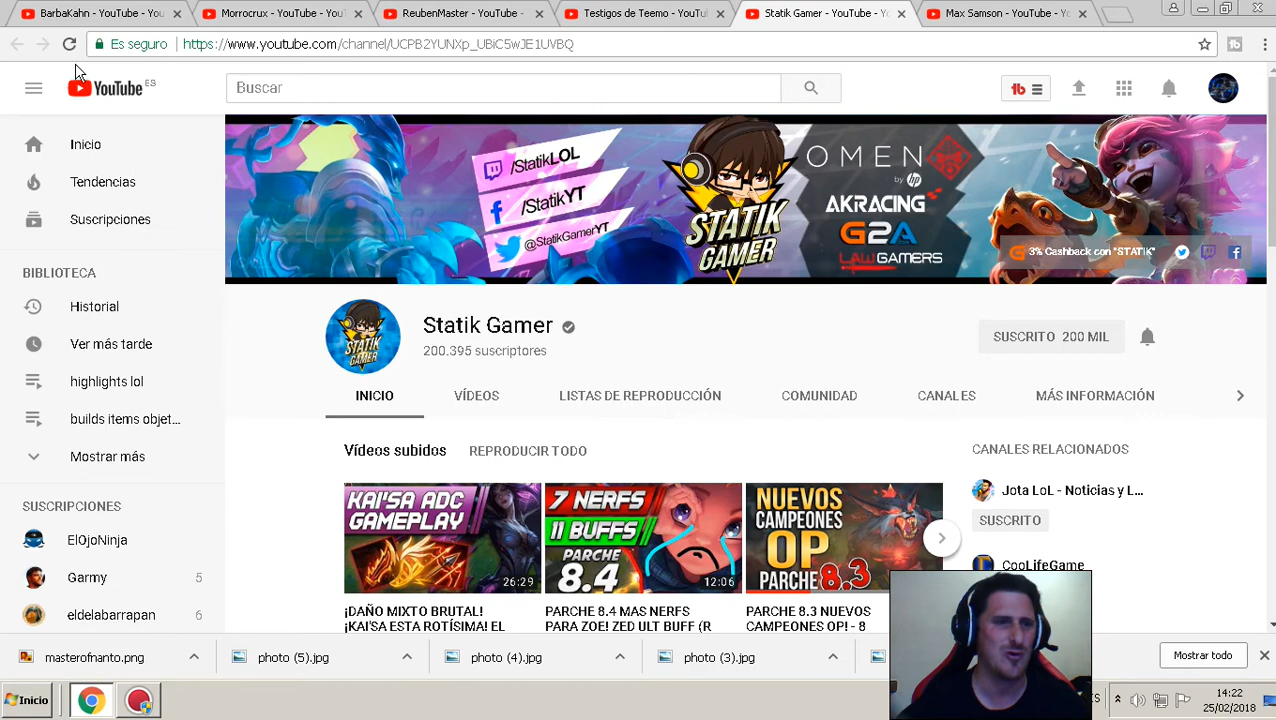 BarbaKahn - YouTube - Yo
Morrocrux - YouTube - Yo
ReubenMaster - YouTube
Testigos de Teemo - YouT
Statik Gamer - YouTube - Yo
Max Samson - YouTube - Yo
Es seguro | https://www.youtube.com/channel/UCPB2YUNXp_UBiC5wJE1UVBQ
YouTube ES
Buscar
Inicio
Tendencias
Suscripciones
BIBLIOTECA
Historial
Ver más tarde
highlights lol
builds items objet...
Mostrar más
SUSCRIPCIONES
ElOjoNinja
Garmy 5
eldelabarrapan 6
/StatikLOL
/StatikYT
@StatikGamerYT
STATIK
GAMER
OMEN
by hp
AKRACING
G2A
LAWGAMERS
3% Cashback con "STATIK"
STATIK
GAMER
Statik Gamer
200.395 suscriptores
SUSCRITO 200 MIL
INICIO
VÍDEOS
LISTAS DE REPRODUCCIÓN
COMUNIDAD
CANALES
MÁS INFORMACIÓN
Vídeos subidos
REPRODUCIR TODO
KAI'SA ADC
GAMEPLAY
26:29
¡DAÑO MIXTO BRUTAL!
¡KAI'SA ESTA ROTÍSIMA! EL
7 NERFS
11 BUFFS
PARCHE
8.4
12:06
PARCHE 8.4 MAS NERFS
PARA ZOE! ZED ULT BUFF (R
NUEVOS
CAMPEONES
OP
PARCHE 8.3
PARCHE 8.3 NUEVOS
CAMPEONES OP! - 8
CANALES RELACIONADOS
Jota LoL - Noticias y L...
SUSCRITO
CooLifeGame
masterofnanto.png
photo (5).jpg
photo (4).jpg
photo (3).jpg
Mostrar todo
Inicio
ES
14:22
25/02/2018